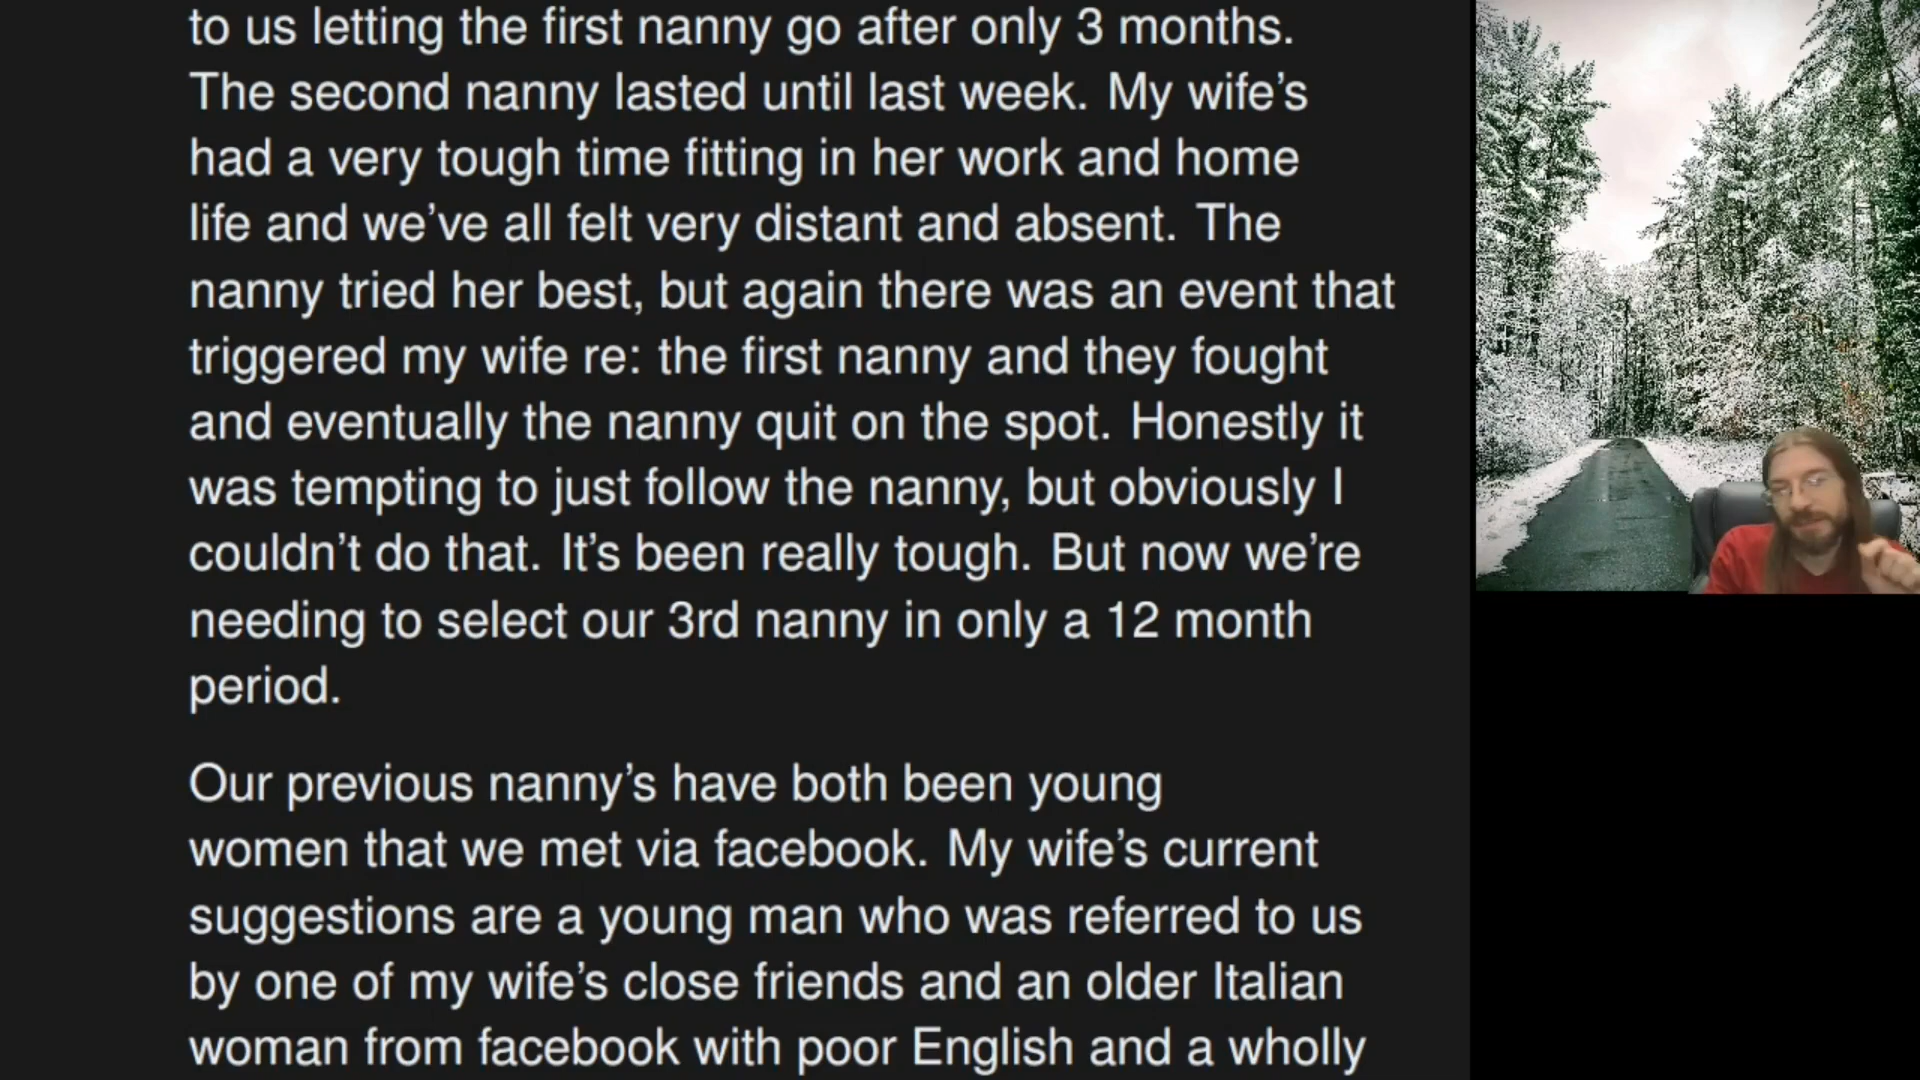 to us letting the first nanny go after only 3 months.
The second nanny lasted until last week. My wife’s
had a very tough time fitting in her work and home
life and we’ve all felt very distant and absent. The
nanny tried her best, but again there was an event that
triggered my wife re: the first nanny and they fought
and eventually the nanny quit on the spot. Honestly it
was tempting to just follow the nanny, but obviously I
couldn’t do that. It’s been really tough. But now we’re
needing to select our 3rd nanny in only a 12 month
period.
Our previous nanny’s have both been young
women that we met via facebook. My wife’s current
suggestions are a young man who was referred to us
by one of my wife’s close friends and an older Italian
woman from facebook with poor English and a wholly